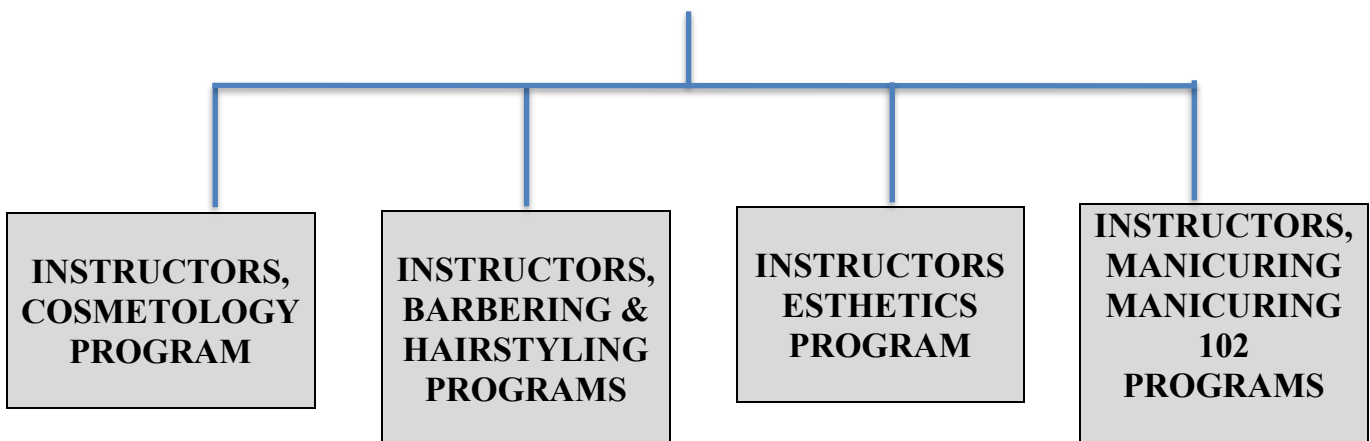 INSTRUCTORS,
COSMETOLOGY
PROGRAM
INSTRUCTORS,
BARBERING &
HAIRSTYLING
PROGRAMS
INSTRUCTORS
ESTHETICS
PROGRAM
INSTRUCTORS,
MANICURING
MANICURING
102
PROGRAMS